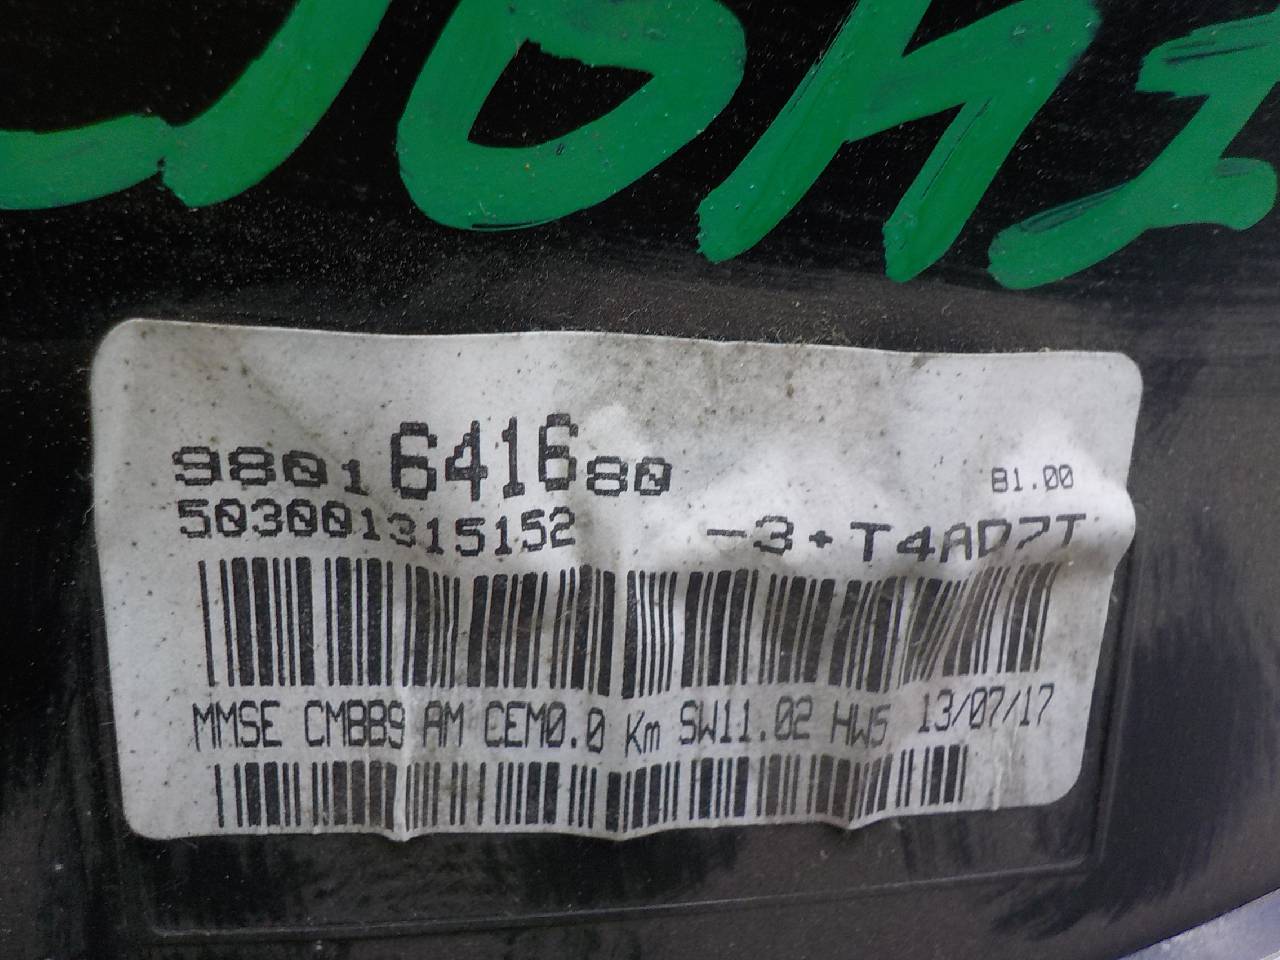 9801641680
B1.00
503001315152 -3+T4AD7T
MMSE CMBB9 AM CEM0.0 Km SW11.02 HW5 13/07/17